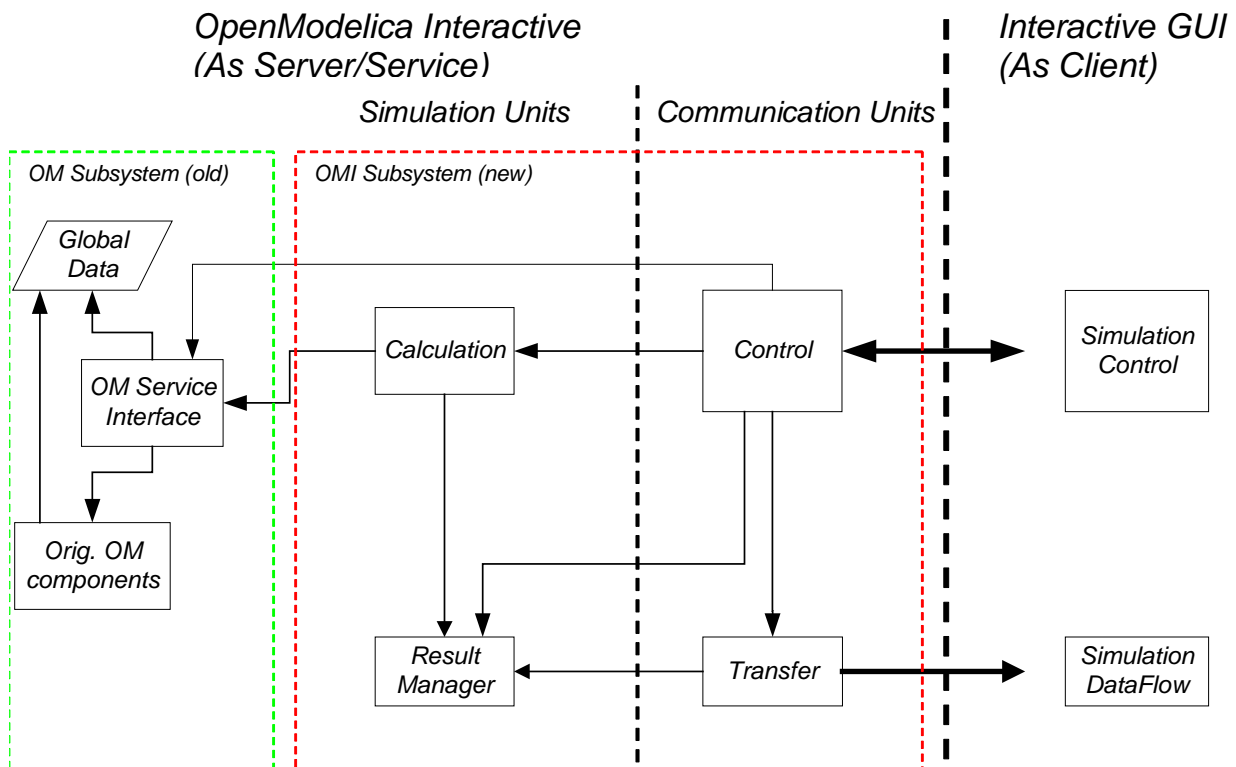 OpenModelica Interactive
(As Server/Service)
Interactive GUI
(As Client)
Simulation Units
Communication Units
OM Subsystem (old)
OMI Subsystem (new)
Global
Data
Calculation
Control
Simulation
Control
OM Service
Interface
Orig. OM
components
Result
Manager
Transfer
Simulation
DataFlow